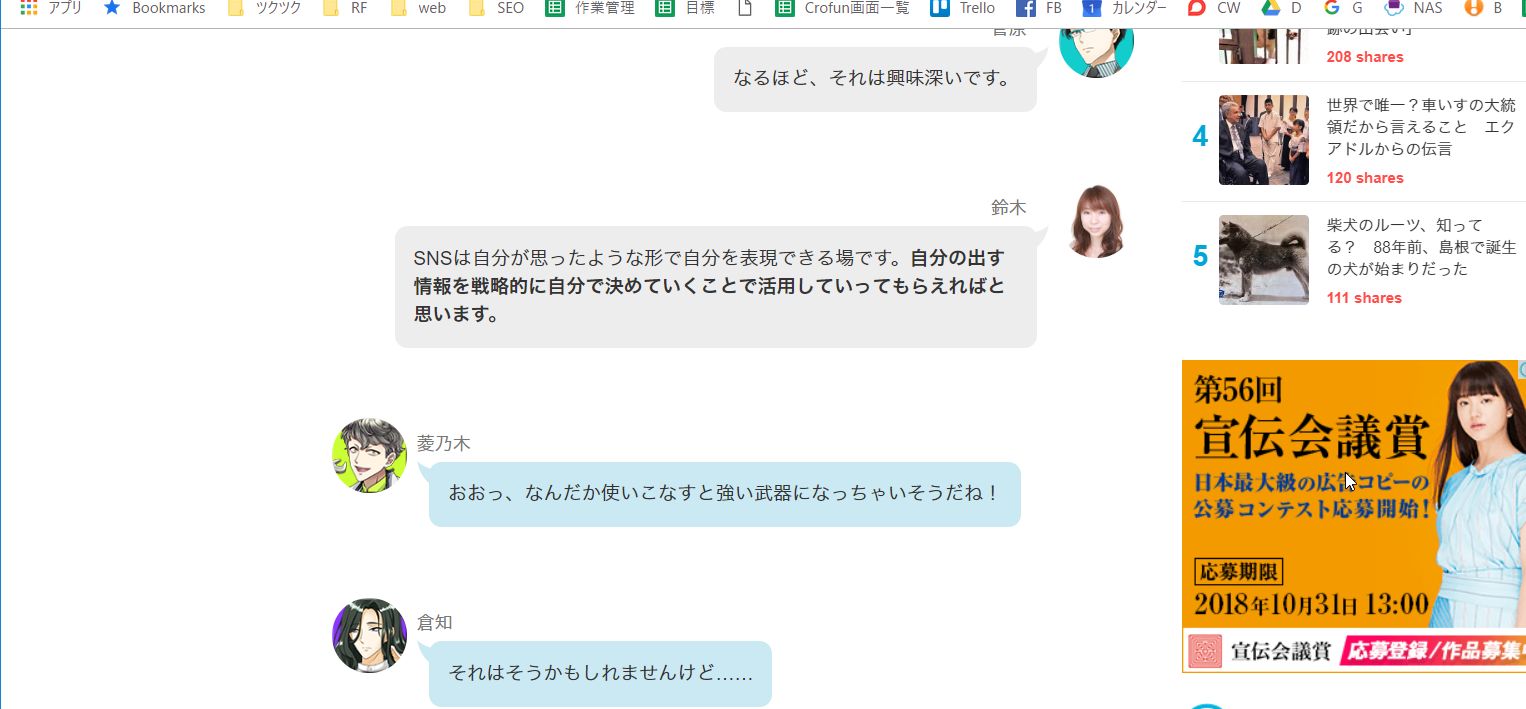 アプリ Bookmarks ツクツク RF web SEO 作業管理 目標 Crofun画面一覧 Trello FB 1 カレンダー CW D G NAS B
菅原
なるほど、それは興味深いです。
鈴木
SNSは自分が思ったような形で自分を表現できる場です。自分の出す
情報を戦略的に自分で決めていくことで活用していってもらえればと
思います。
菱乃木
おおっ、なんだか使いこなすと強い武器になっちゃいそうだね！
倉知
それはそうかもしれませんけど……
跡の出会い」
208 shares
4
世界で唯一？車いすの大統
領だから言えること　エク
アドルからの伝言
120 shares
5
柴犬のルーツ、知って
る？　88年前、島根で誕生
の犬が始まりだった
111 shares
第56回
宣伝会議賞
日本最大級の広告コピーの
公募コンテスト応募開始！
応募期限
2018年10月31日 13:00
宣伝会議賞 応募登録/作品募集中